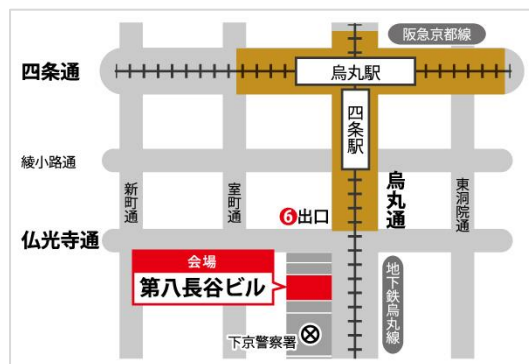 阪急京都線
四条通
烏丸駅
四条駅
綾小路通
新町通
室町通
烏丸通
東洞院通
6出口
仏光寺通
会場
第八長谷ビル
地下鉄烏丸線
下京警察署